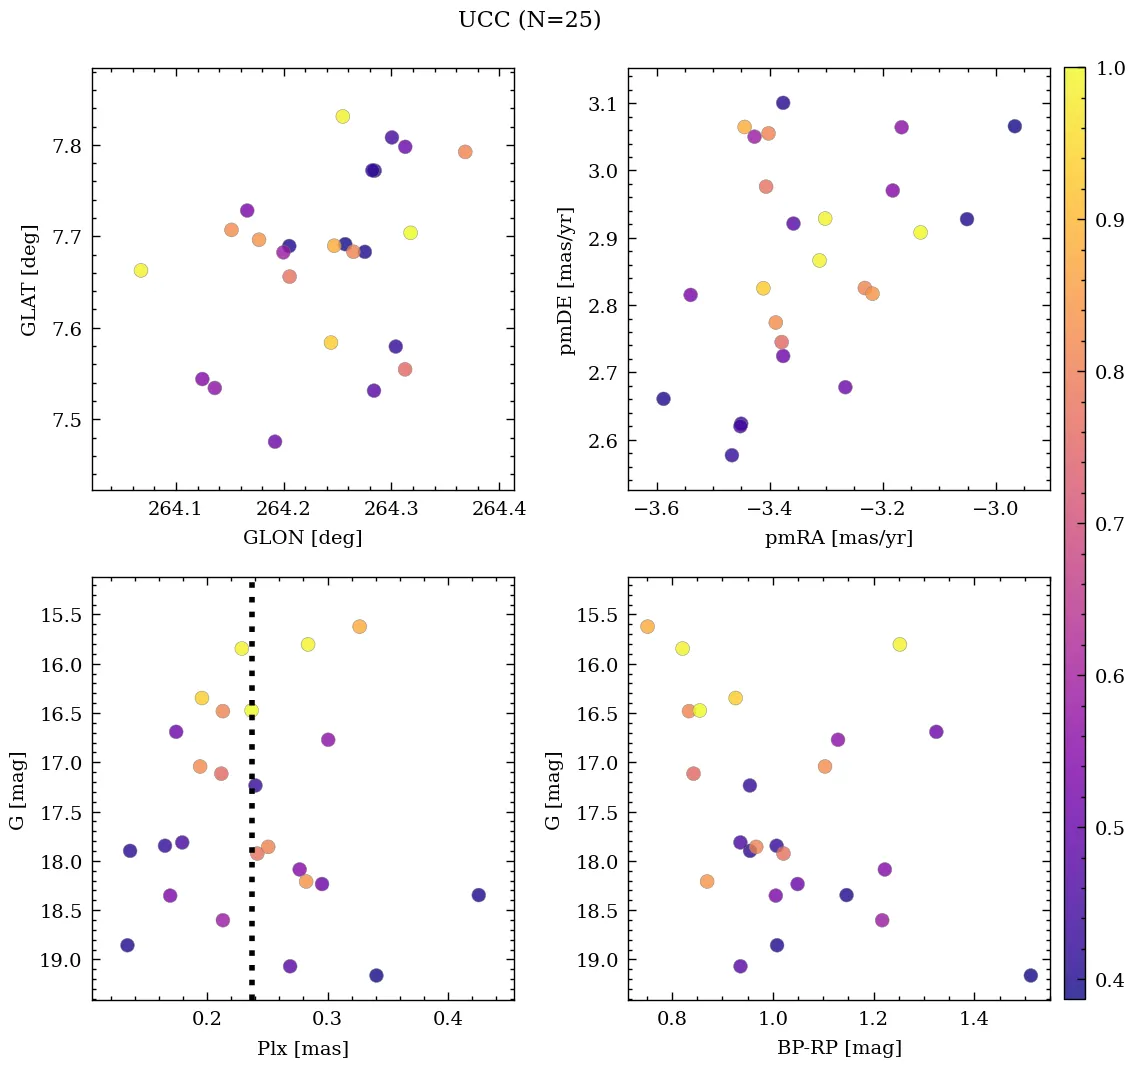 UCC (N=25)
7.8
7.7
7.6
7.5
GLAT [deg]
264.1 264.2 264.3 264.4
GLON [deg]
3.1
3.0
2.9
2.8
2.7
2.6
pmDE [mas/yr]
−3.6 −3.4 −3.2 −3.0
pmRA [mas/yr]
1.0
0.9
0.8
0.7
0.6
0.5
0.4
15.5
16.0
16.5
17.0
17.5
18.0
18.5
19.0
G [mag]
0.2 0.3 0.4
Plx [mas]
15.5
16.0
16.5
17.0
17.5
18.0
18.5
19.0
G [mag]
0.8 1.0 1.2 1.4
BP-RP [mag]